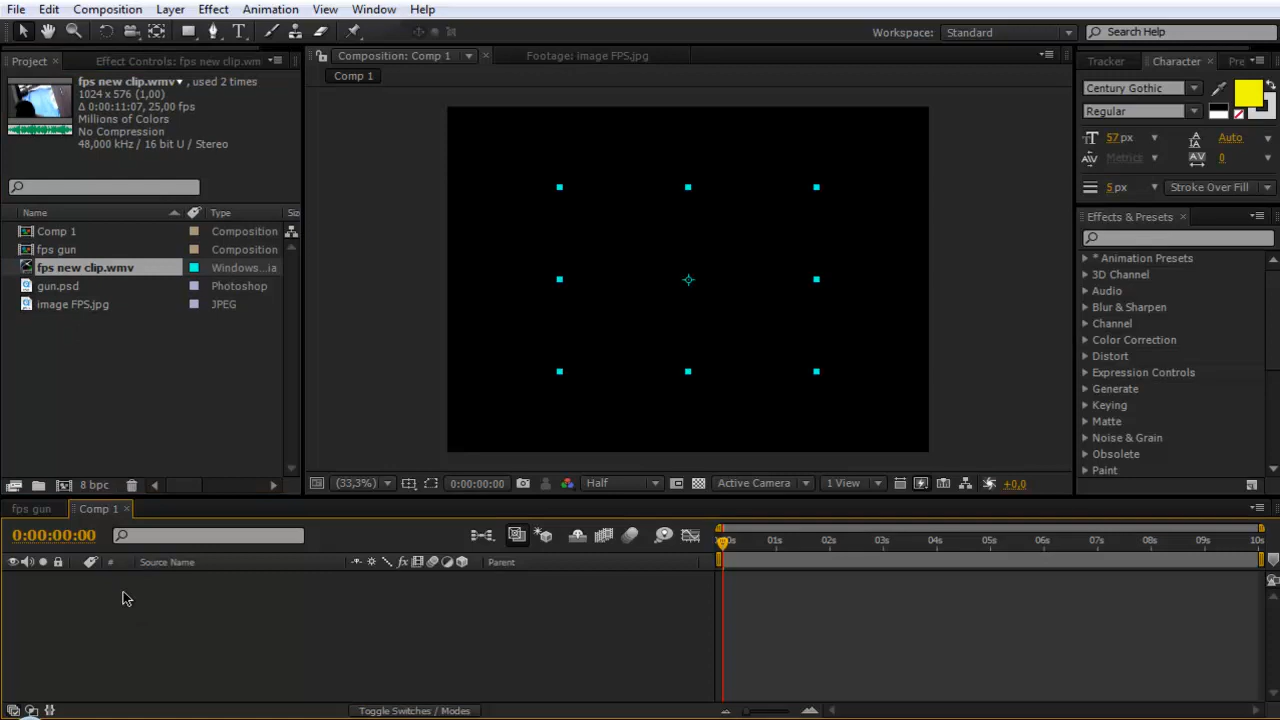 File Edit Composition Layer Effect Animation View Window Help
Workspace: Standard Search Help
Project Effect Controls: fps new clip.wm
Composition: Comp 1 Footage: image FPS.jpg
Tracker Character Pre
fps new clip.wmv , used 2 times
1024 x 576 (1,00)
Δ 0:00:11:07, 25,00 fps
Millions of Colors
No Compression
48,000 kHz / 16 bit U / Stereo
Comp 1
Century Gothic
Regular
57 px Auto
Metrics 0
5 px Stroke Over Fill
Name Type Siz
Comp 1 Composition
fps gun Composition
fps new clip.wmv Windows...ia
gun.psd Photoshop
image FPS.jpg JPEG
Effects & Presets
* Animation Presets
3D Channel
Audio
Blur & Sharpen
Channel
Color Correction
Distort
Expression Controls
Generate
Keying
Matte
Noise & Grain
Obsolete
Paint
8 bpc
(33,3%) 0:00:00:00 Half Active Camera 1 View +0,0
fps gun Comp 1
0:00:00:00
00s 01s 02s 03s 04s 05s 06s 07s 08s 09s 10s
# Source Name Parent
Toggle Switches / Modes